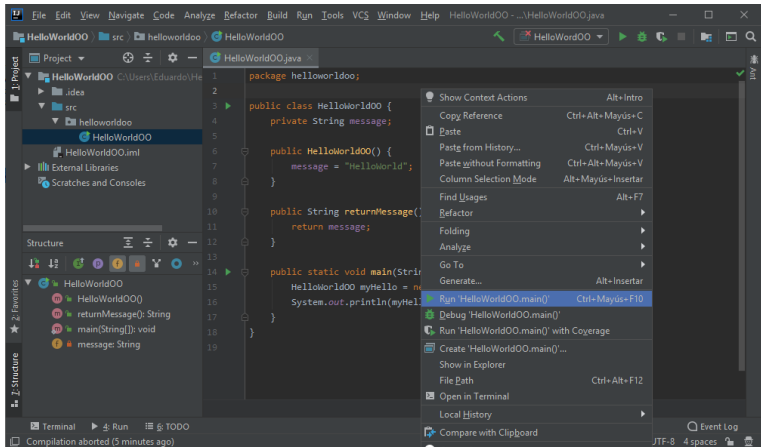 File Edit View Navigate Code Analyze Refactor Build Run Tools VCS Window Help HelloWorldOO - ...\HelloWorldOO.java
HelloWorldOO src helloworldoo HelloWorldOO HelloWordOO
1: Project
Project
HelloWorldOO C:\Users\Eduardo\He
.idea
src
helloworldoo
HelloWorldOO
HelloWorldOO.iml
External Libraries
Scratches and Consoles
Structure
HelloWorldOO
HelloWorldOO()
returnMessage(): String
main(String[]): void
message: String
2: Favorites
Z: Structure
HelloWorldOO.java
1 package helloworldoo;
2
3 public class HelloWorldOO {
4 private String message;
5
6 public HelloWorldOO() {
7 message = "HelloWorld";
8 }
9
10 public String returnMessage()
11 return message;
12 }
13
14 public static void main(Strin
15 HelloWorldOO myHello = ne
16 System.out.println(myHel
17 }
18 }
19
Show Context Actions Alt+Intro
Copy Reference Ctrl+Alt+Mayús+C
Paste Ctrl+V
Paste from History... Ctrl+Mayús+V
Paste without Formatting Ctrl+Alt+Mayús+V
Column Selection Mode Alt+Mayús+Insertar
Find Usages Alt+F7
Refactor
Folding
Analyze
Go To
Generate... Alt+Insertar
Run 'HelloWorldOO.main()' Ctrl+Mayús+F10
Debug 'HelloWorldOO.main()'
Run 'HelloWorldOO.main()' with Coverage
Create 'HelloWorldOO.main()'...
Show in Explorer
File Path Ctrl+Alt+F12
Open in Terminal
Local History
Compare with Clipboard
Ant
Terminal 4: Run 6: TODO Event Log
Compilation aborted (5 minutes ago) UTF-8 4 spaces